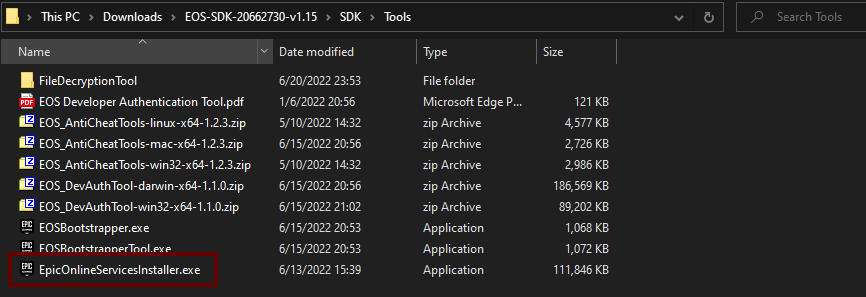 This PC > Downloads > EOS-SDK-20662730-v1.15 > SDK > Tools Search Tools
Name Date modified Type Size
FileDecryptionTool 6/20/2022 23:53 File folder
EOS Developer Authentication Tool.pdf 1/6/2022 20:56 Microsoft Edge P... 121 KB
EOS_AntiCheatTools-linux-x64-1.2.3.zip 5/10/2022 14:32 zip Archive 4,577 KB
EOS_AntiCheatTools-mac-x64-1.2.3.zip 6/15/2022 20:56 zip Archive 2,726 KB
EOS_AntiCheatTools-win32-x64-1.2.3.zip 5/10/2022 14:32 zip Archive 2,986 KB
EOS_DevAuthTool-darwin-x64-1.1.0.zip 6/15/2022 20:56 zip Archive 186,569 KB
EOS_DevAuthTool-win32-x64-1.1.0.zip 6/15/2022 21:02 zip Archive 89,202 KB
EOSBootstrapper.exe 6/15/2022 20:53 Application 1,068 KB
EOSBootstrapperTool.exe 6/15/2022 20:53 Application 1,072 KB
EpicOnlineServicesInstaller.exe 6/13/2022 15:39 Application 111,846 KB